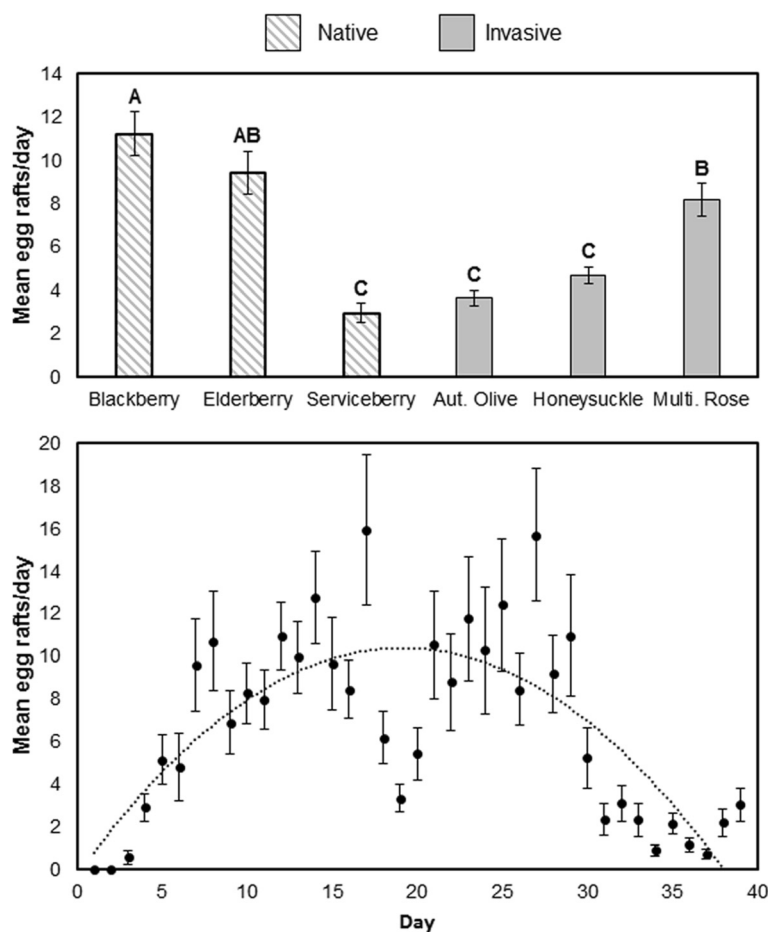 Native Invasive
Mean egg rafts/day
14
12
10
8
6
4
2
0
A
AB
C
C
C
B
Blackberry Elderberry Serviceberry Aut. Olive Honeysuckle Multi. Rose
Mean egg rafts/day
20
18
16
14
12
10
8
6
4
2
0
0 5 10 15 20 25 30 35 40
Day